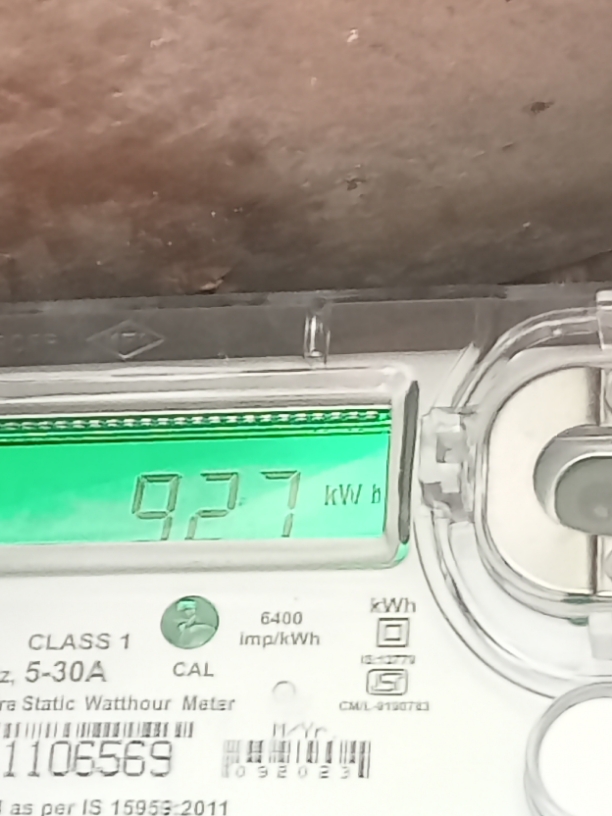 927 kWh
CLASS 1
6400
imp/kWh
kWh
z, 5-30A
CAL
IS:13779
CM/L-9190783
Static Watthour Meter
M/Yr.
1106569
092023
as per IS 15959:2011